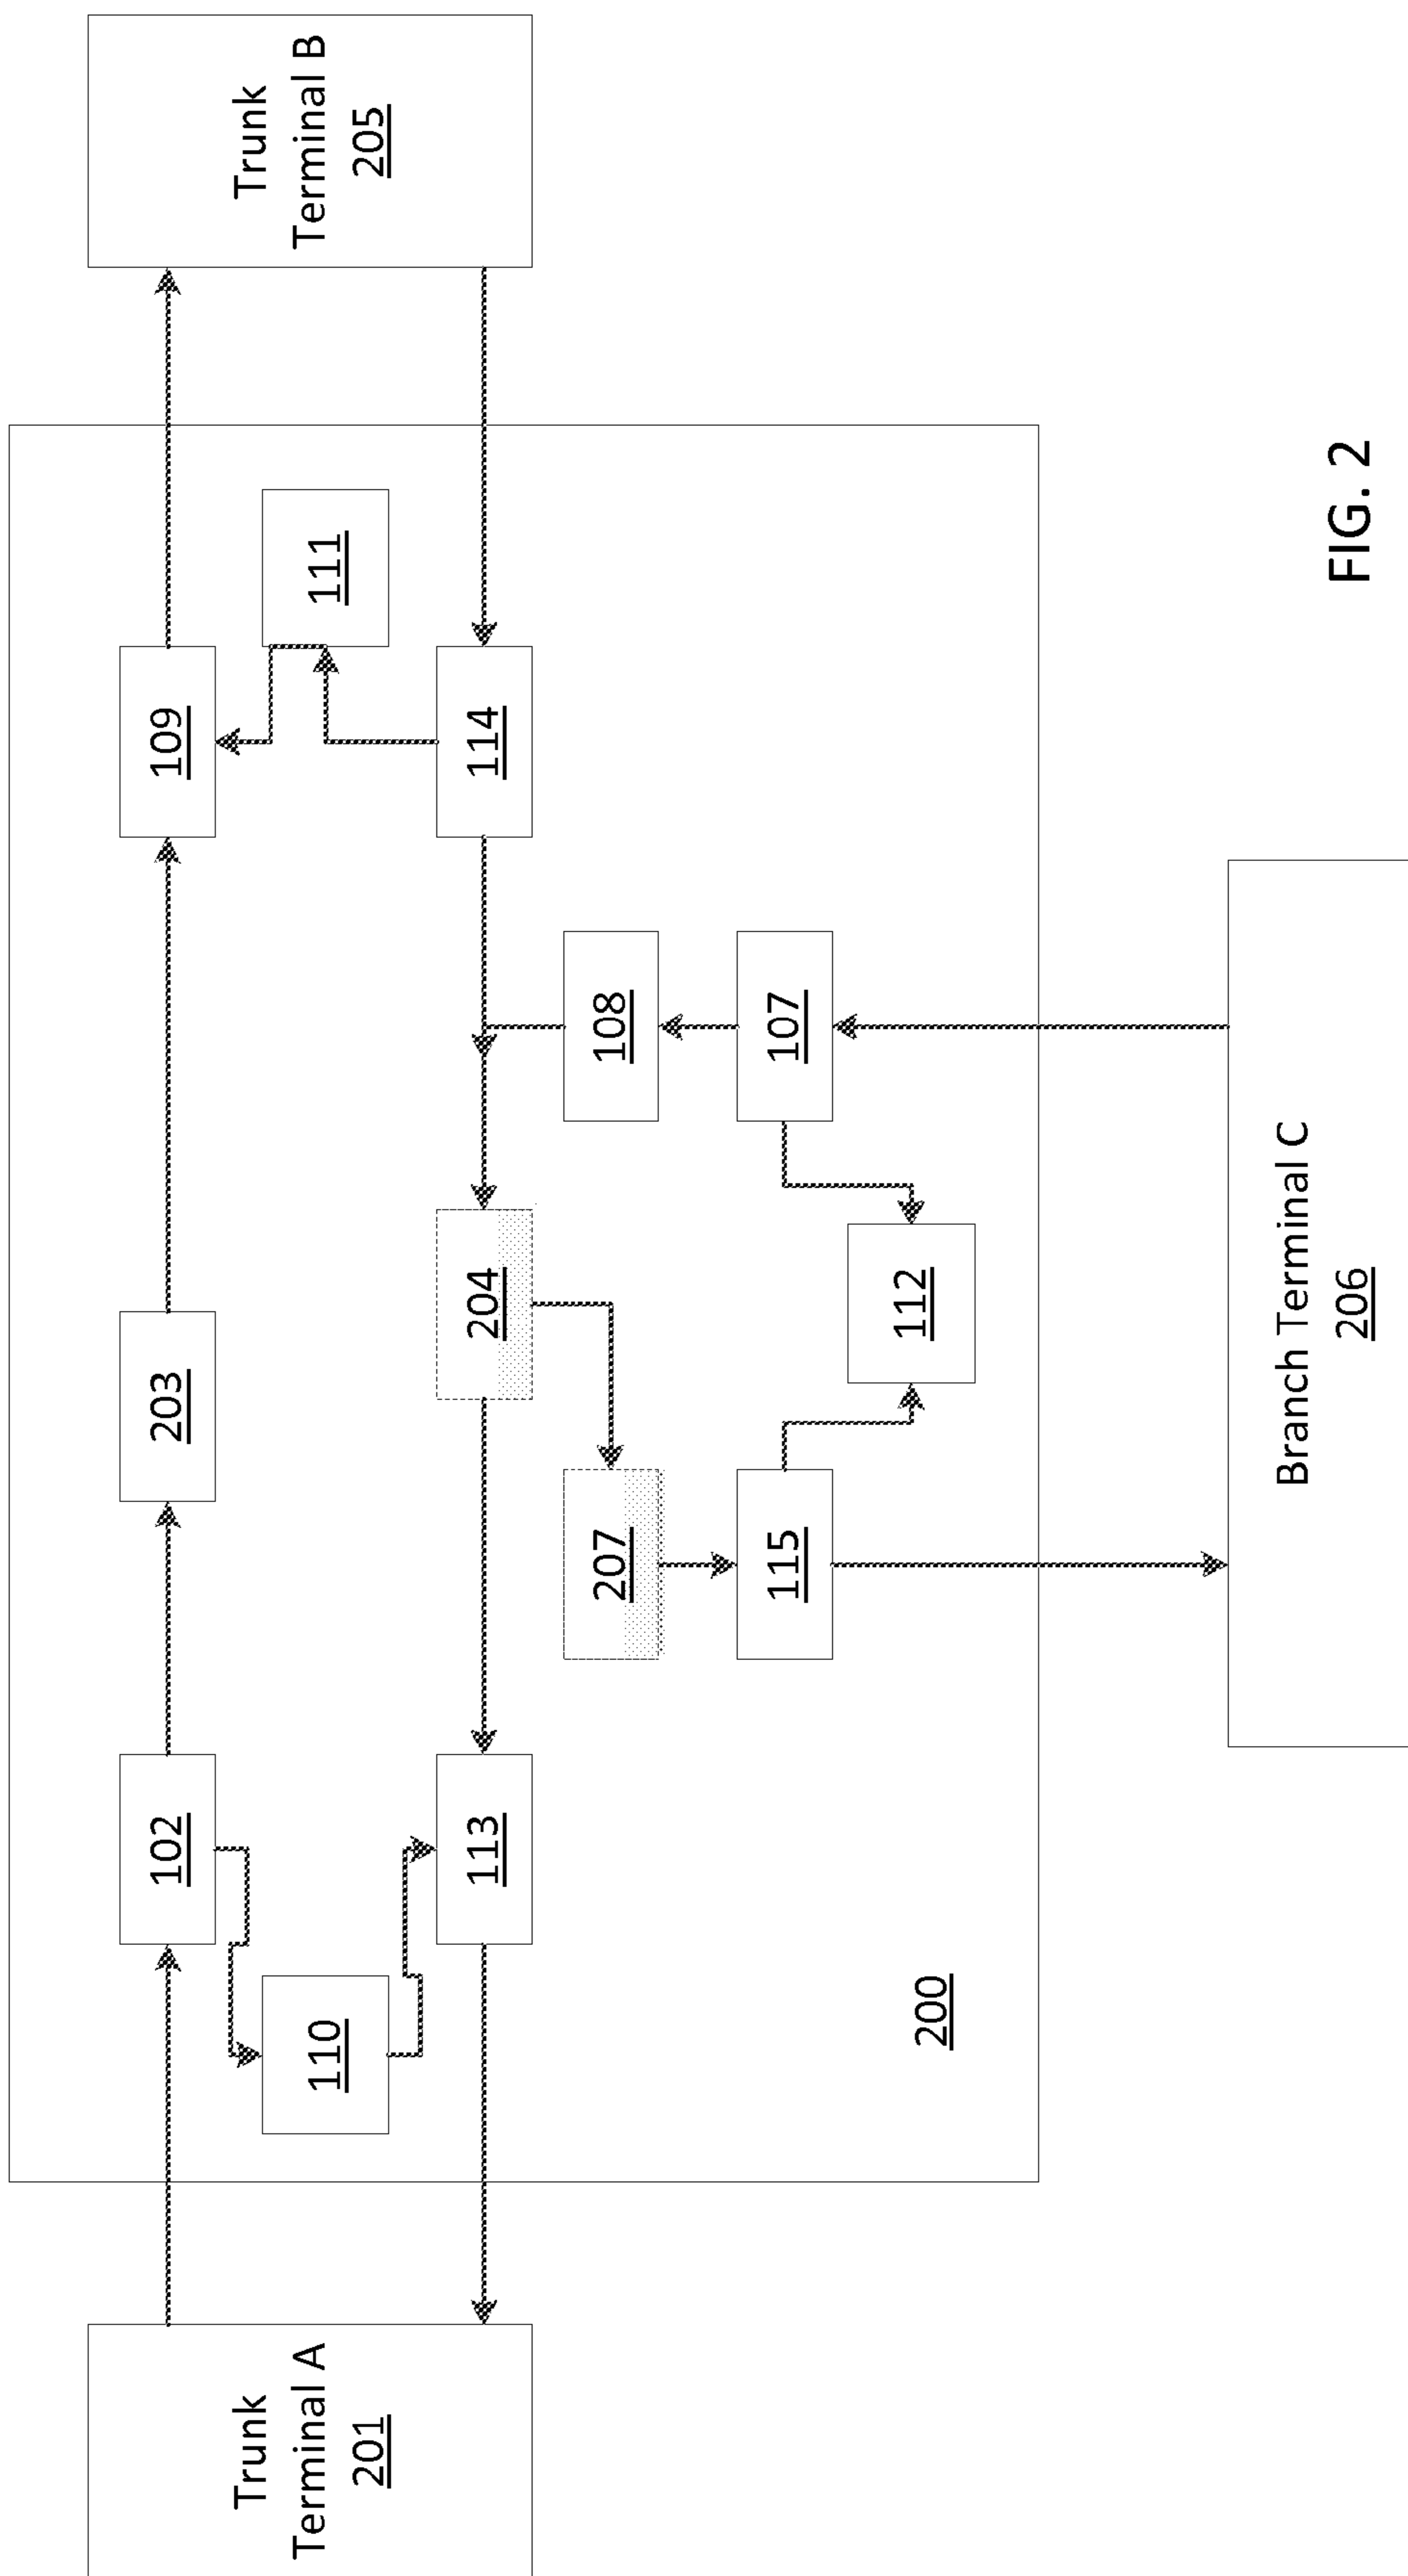 Trunk
Terminal A
201
Trunk
Terminal B
205
102
203
109
110
111
113
204
114
207
108
115
107
112
200
Branch Terminal C
206
FIG. 2